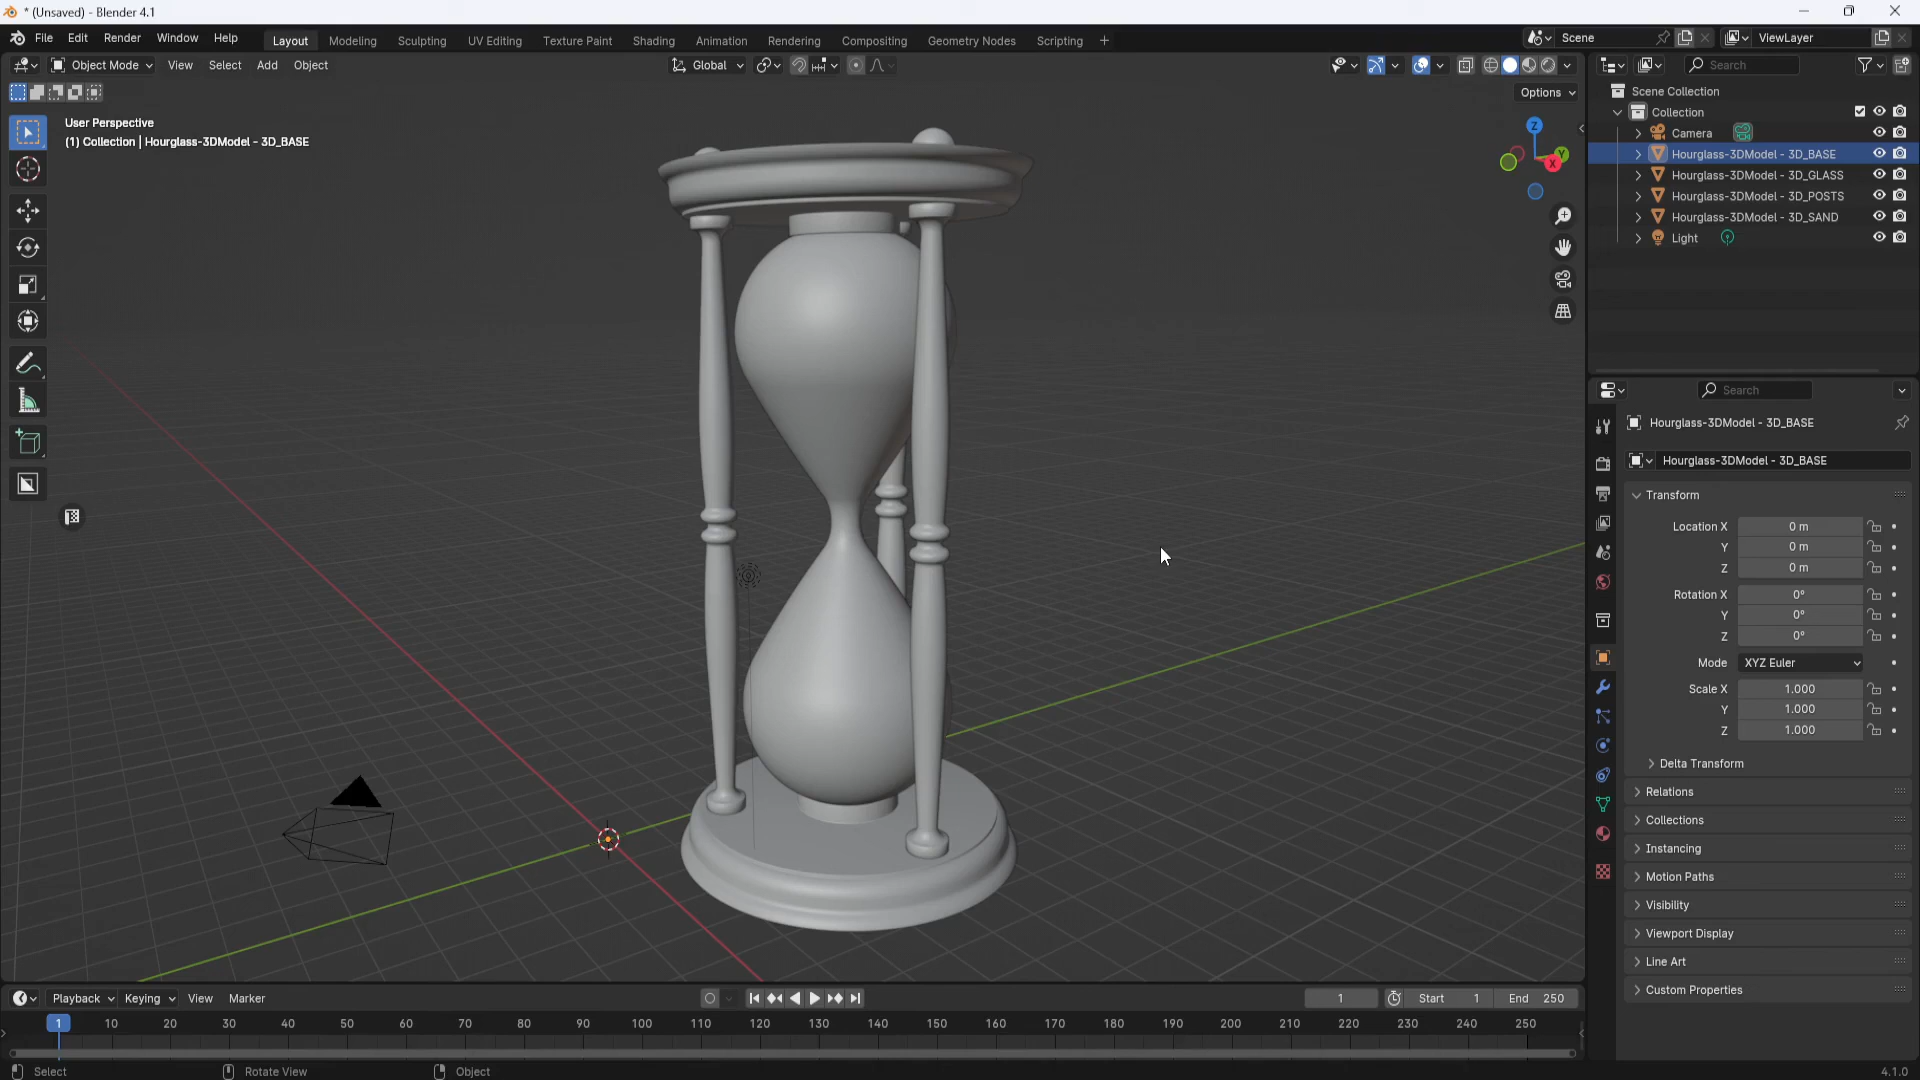 * (Unsaved) - Blender 4.1
File Edit Render Window Help Layout Modeling Sculpting UV Editing Texture Paint Shading Animation Rendering Compositing Geometry Nodes Scripting + Scene ViewLayer
Object Mode View Select Add Object Global Search
Options
User Perspective
(1) Collection | Hourglass-3DModel - 3D_BASE
Z
Y
X
Scene Collection
Collection
Camera
Hourglass-3DModel - 3D_BASE
Hourglass-3DModel - 3D_GLASS
Hourglass-3DModel - 3D_POSTS
Hourglass-3DModel - 3D_SAND
Light
Search
Hourglass-3DModel - 3D_BASE
Hourglass-3DModel - 3D_BASE
Transform
Location X 0 m
Y 0 m
Z 0 m
Rotation X 0°
Y 0°
Z 0°
Mode XYZ Euler
Scale X 1.000
Y 1.000
Z 1.000
Delta Transform
Relations
Collections
Instancing
Motion Paths
Visibility
Viewport Display
Line Art
Custom Properties
Playback Keying View Marker 1 Start 1 End 250
1 10 20 30 40 50 60 70 80 90 100 110 120 130 140 150 160 170 180 190 200 210 220 230 240 250
Select Rotate View Object 4.1.0